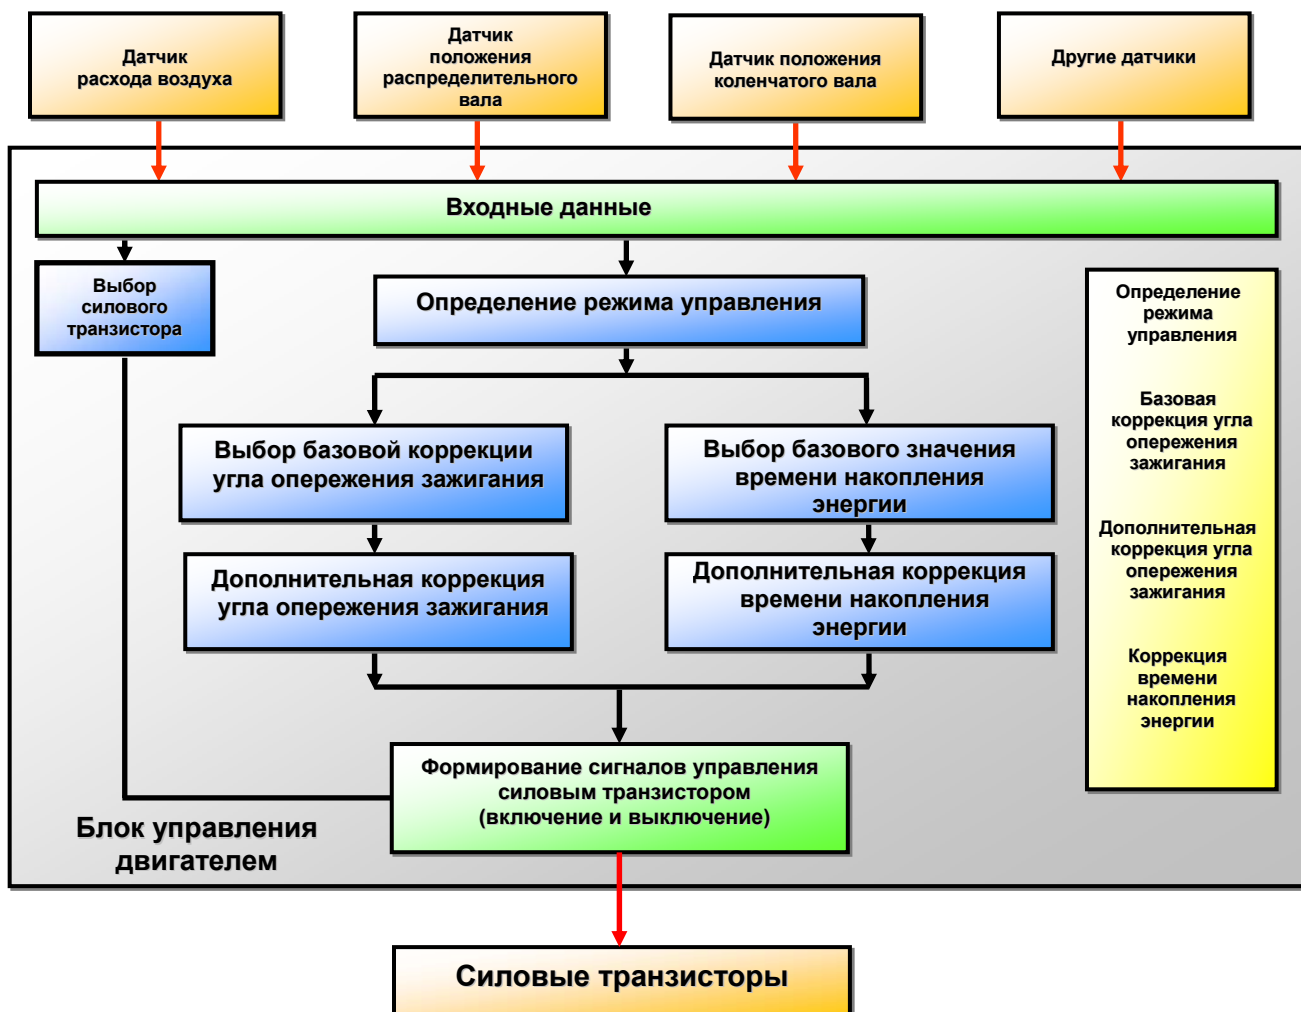 Датчик
расхода воздуха
Датчик
положения
распределительного
вала
Датчик положения
коленчатого вала
Другие датчики
Входные данные
Выбор
силового
транзистора
Определение режима управления
Выбор базовой коррекции
угла опережения зажигания
Выбор базового значения
времени накопления
энергии
Дополнительная коррекция
угла опережения зажигания
Дополнительная коррекция
времени накопления
энергии
Определение
режима
управления
Базовая
коррекция угла
опережения
зажигания
Дополнительная
коррекция угла
опережения
зажигания
Коррекция
времени
накопления
энергии
Формирование сигналов управления
силовым транзистором
(включение и выключение)
Блок управления
двигателем
Силовые транзисторы